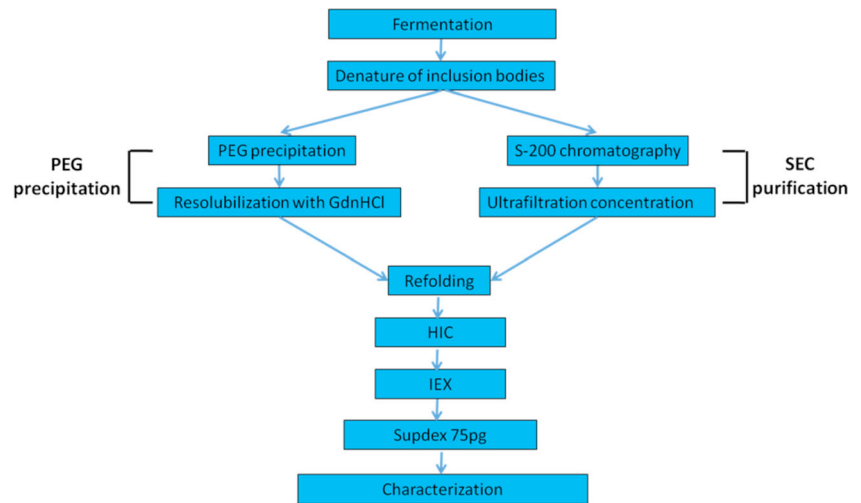 Fermentation
Denature of inclusion bodies
PEG precipitation
S-200 chromatography
PEG
precipitation
SEC
purification
Resolubilization with GdnHCl
Ultrafiltration concentration
Refolding
HIC
IEX
Supdex 75pg
Characterization